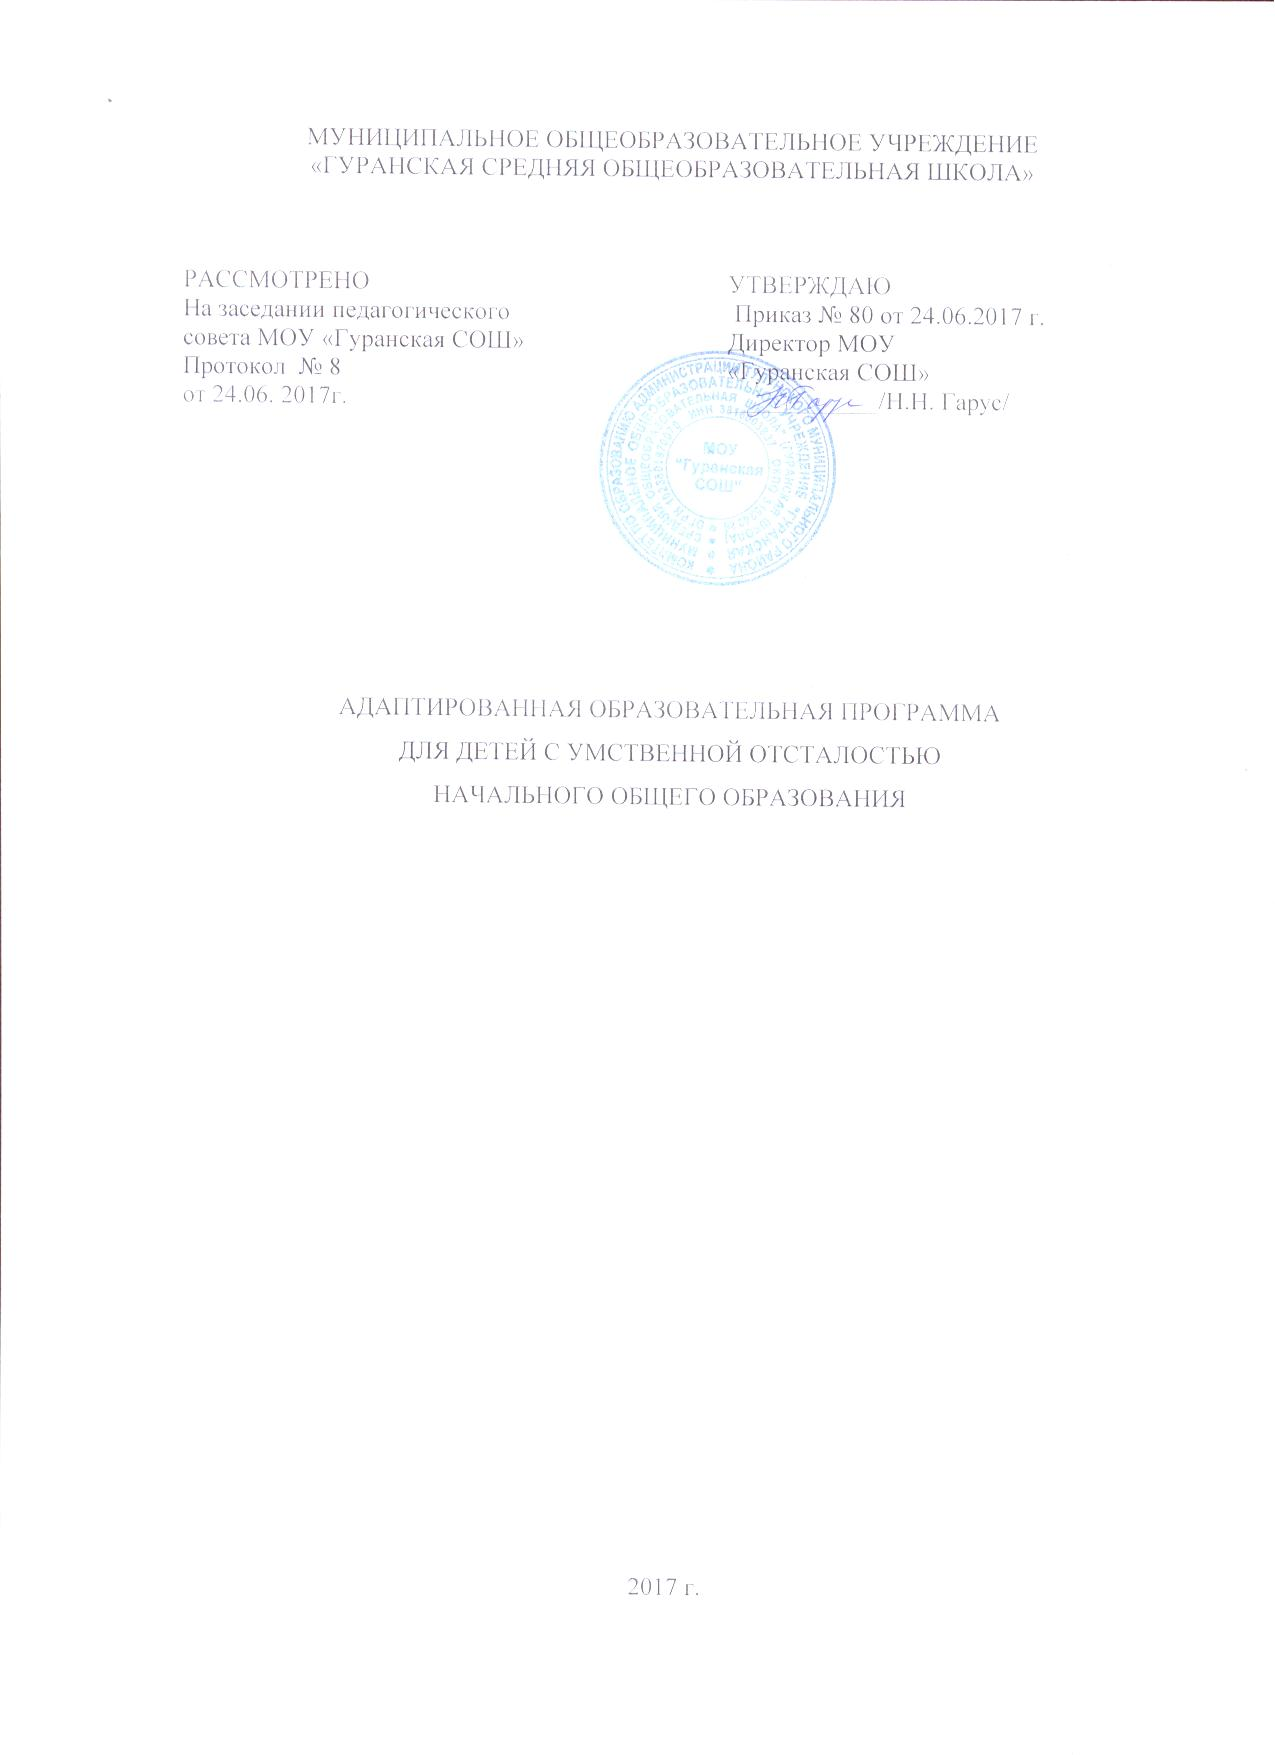 МУНИЦИПАЛЬНОЕ ОБЩЕОБРАЗОВАТЕЛЬНОЕ УЧРЕЖДЕНИЕ
«ГУРАНСКАЯ СРЕДНЯЯ ОБЩЕОБРАЗОВАТЕЛЬНАЯ ШКОЛА»
РАССМОТРЕНО
На заседании педагогического
совета МОУ «Гуранская СОШ»
Протокол № 8
от 24.06. 2017г.
УТВЕРЖДАЮ
Приказ № 80 от 24.06.2017 г.
Директор МОУ
«Гуранская СОШ»
/Н.Н. Гарус/
МОУ
"Гуранская
СОШ"
АДАПТИРОВАННАЯ ОБРАЗОВАТЕЛЬНАЯ ПРОГРАММА
ДЛЯ ДЕТЕЙ С УМСТВЕННОЙ ОТСТАЛОСТЬЮ
НАЧАЛЬНОГО ОБЩЕГО ОБРАЗОВАНИЯ
2017 г.